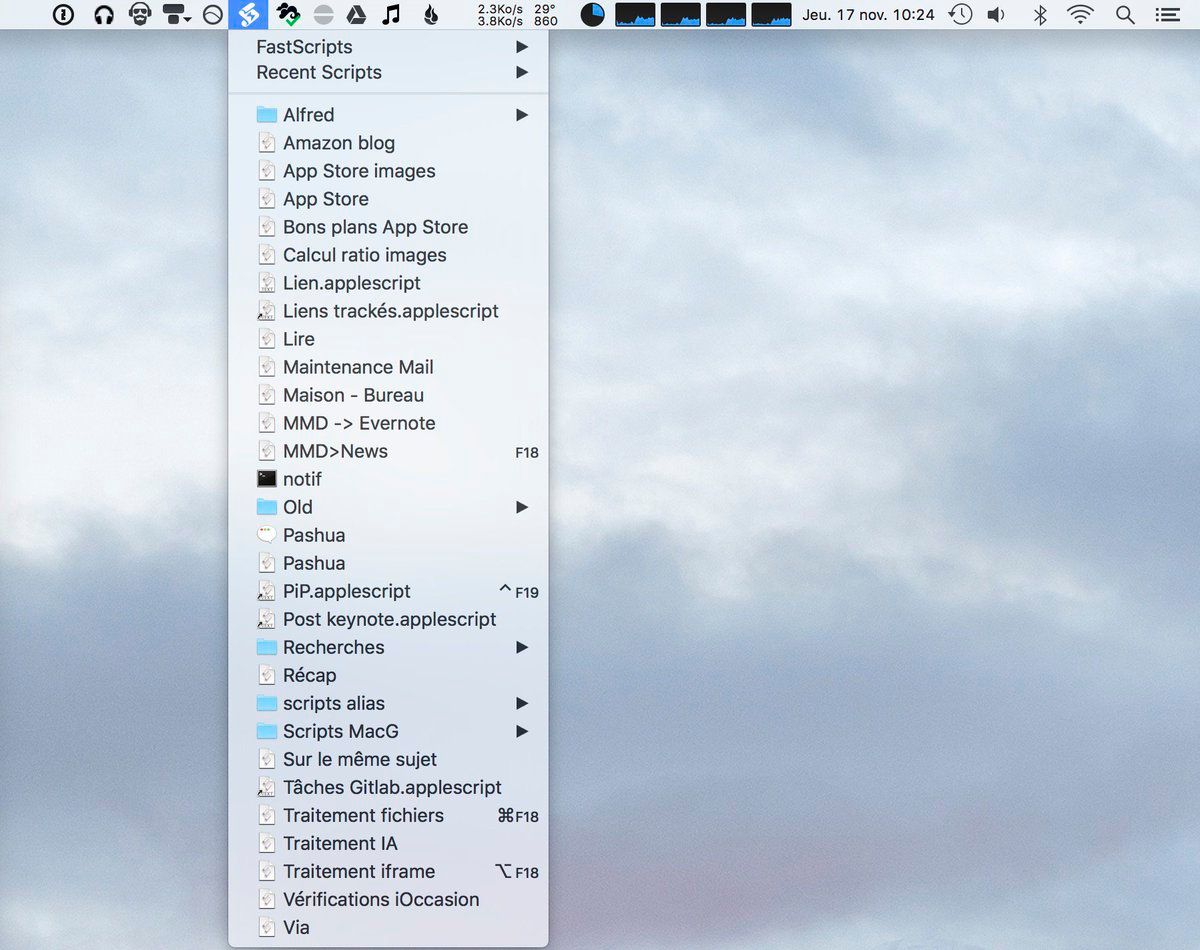 2.3Ko/s 29° Jeu. 17 nov. 10:24
3.8Ko/s 860
FastScripts
Recent Scripts
Alfred
Amazon blog
App Store images
App Store
Bons plans App Store
Calcul ratio images
Lien.applescript
Liens trackés.applescript
Lire
Maintenance Mail
Maison - Bureau
MMD -> Evernote
MMD>News F18
notif
Old
Pashua
Pashua
PiP.applescript ^F19
Post keynote.applescript
Recherches
Récap
scripts alias
Scripts MacG
Sur le même sujet
Tâches Gitlab.applescript
Traitement fichiers ⌘F18
Traitement IA
Traitement iframe ⌥F18
Vérifications iOccasion
Via